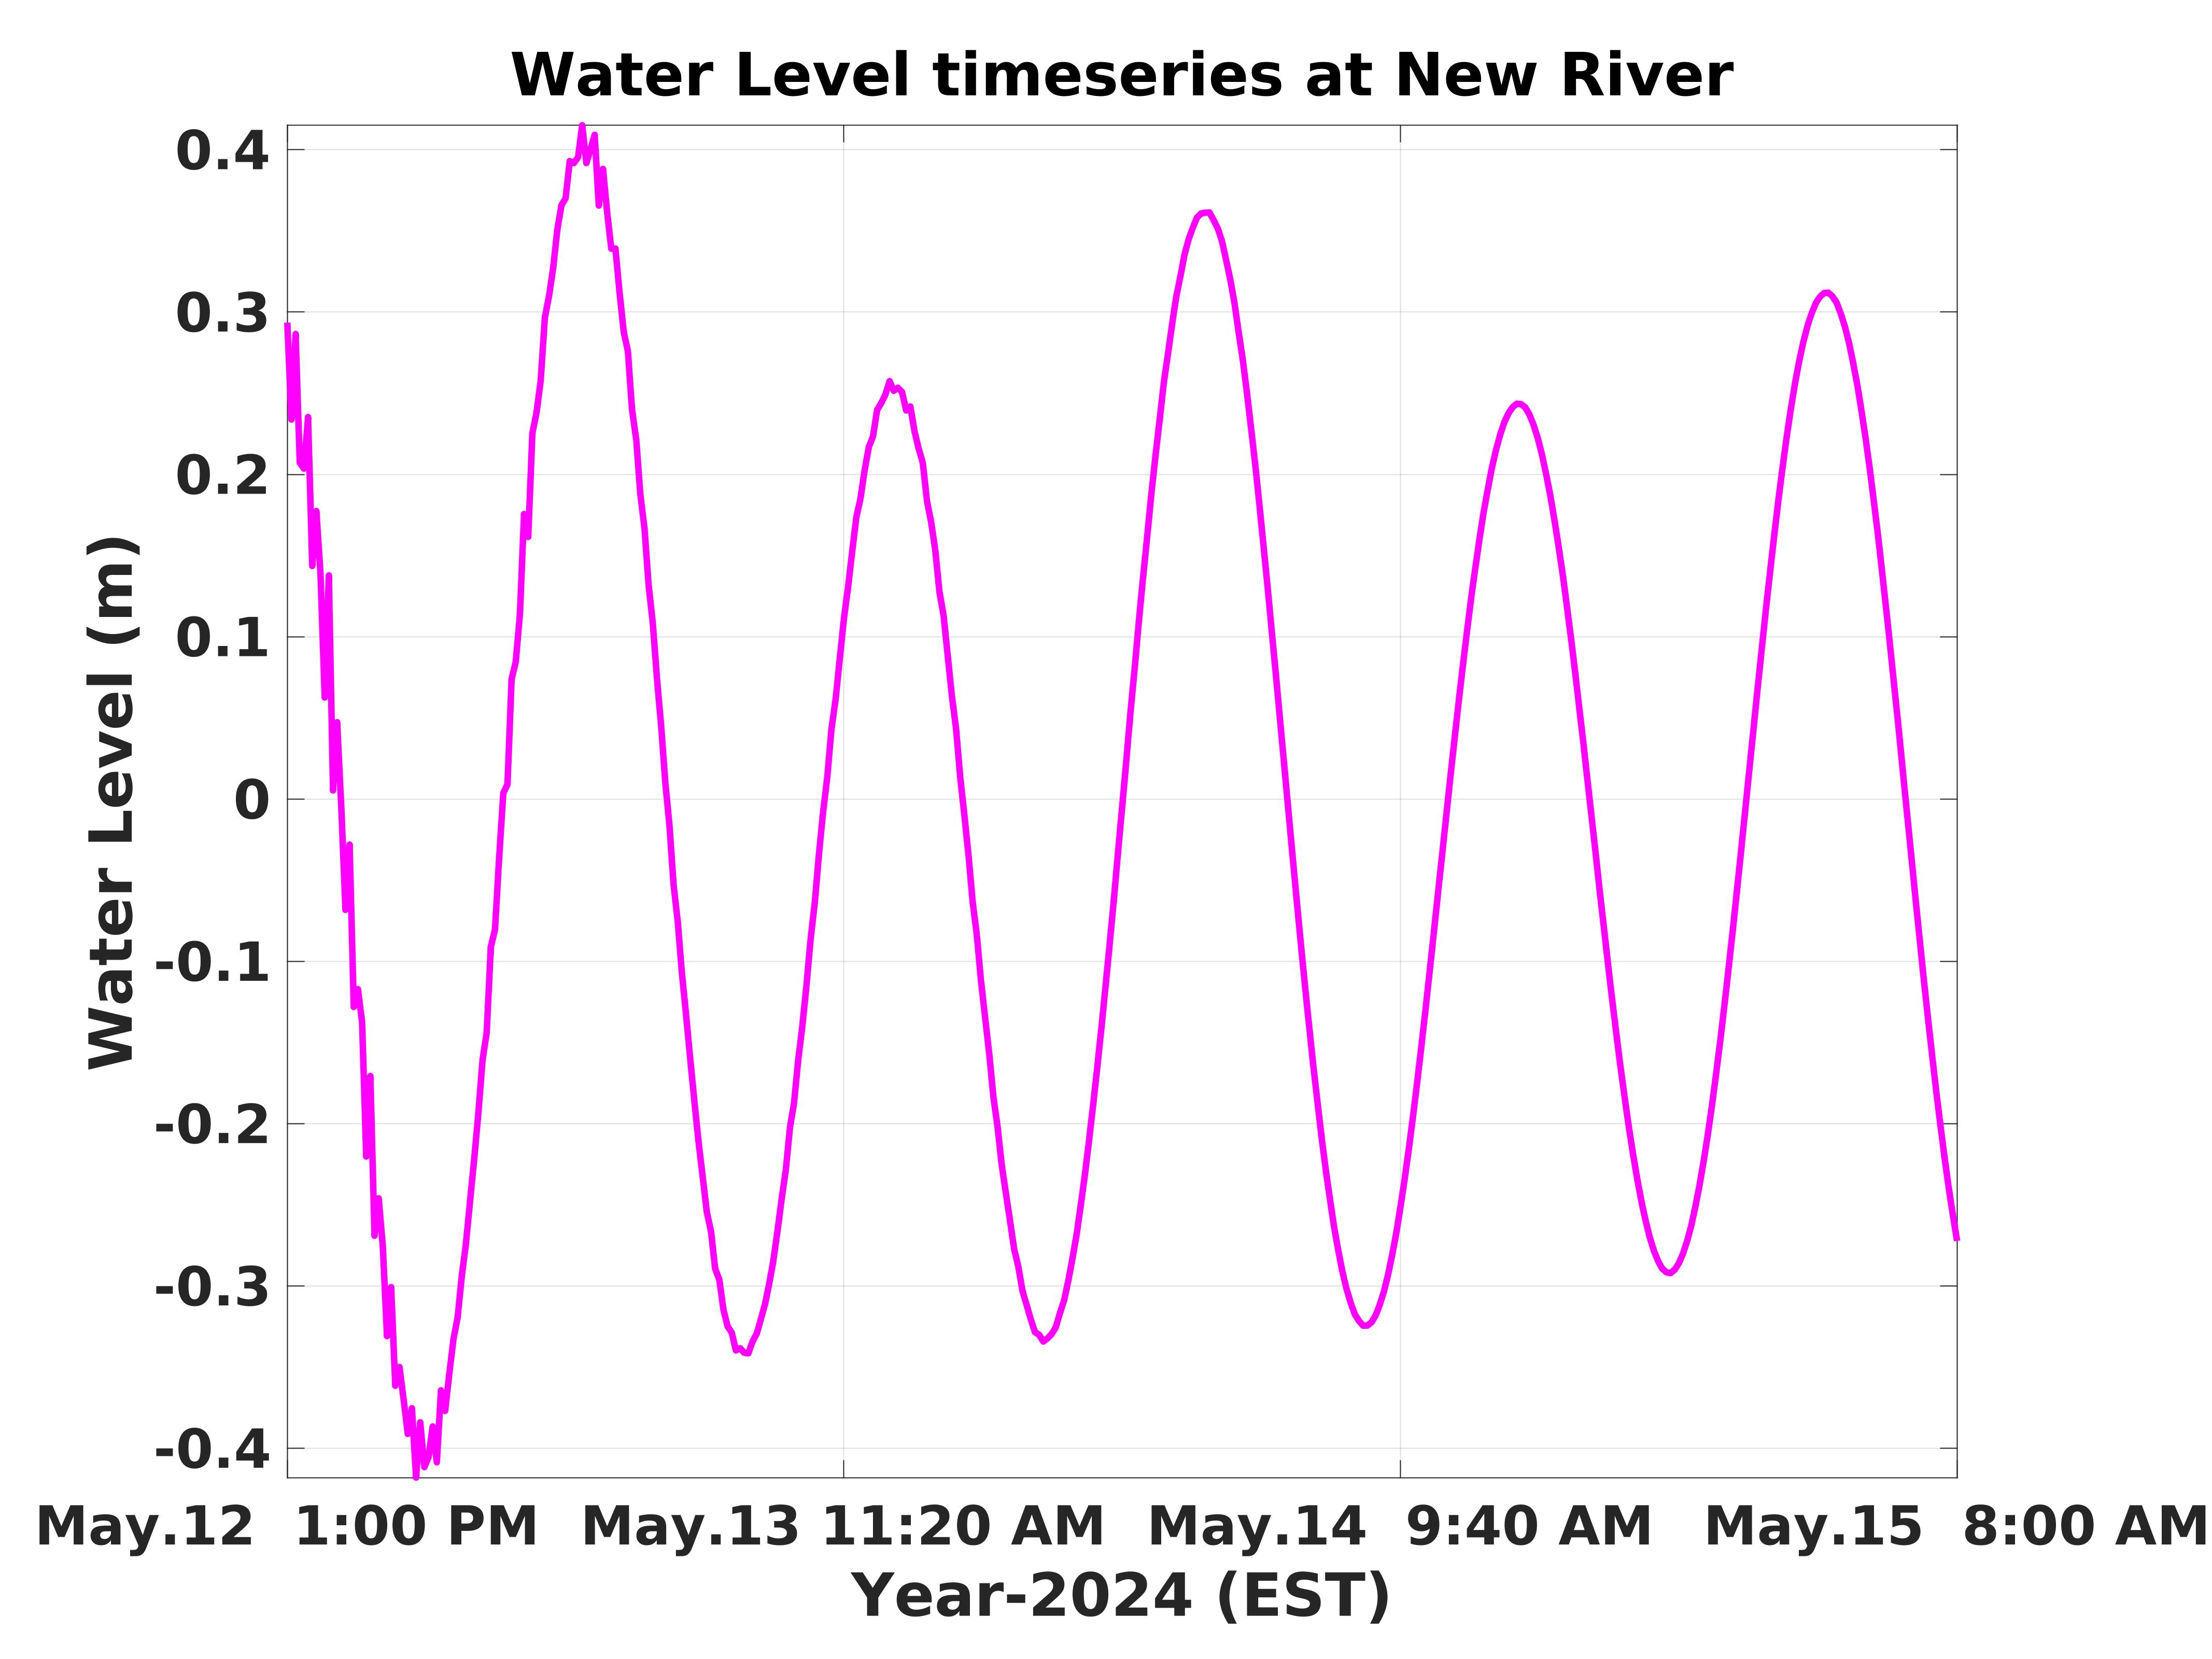 Water Level timeseries at New River
Water Level (m)
0.4
0.3
0.2
0.1
0
-0.1
-0.2
-0.3
-0.4
May.12 1:00 PM May.13 11:20 AM May.14 9:40 AM May.15 8:00 AM
Year-2024 (EST)